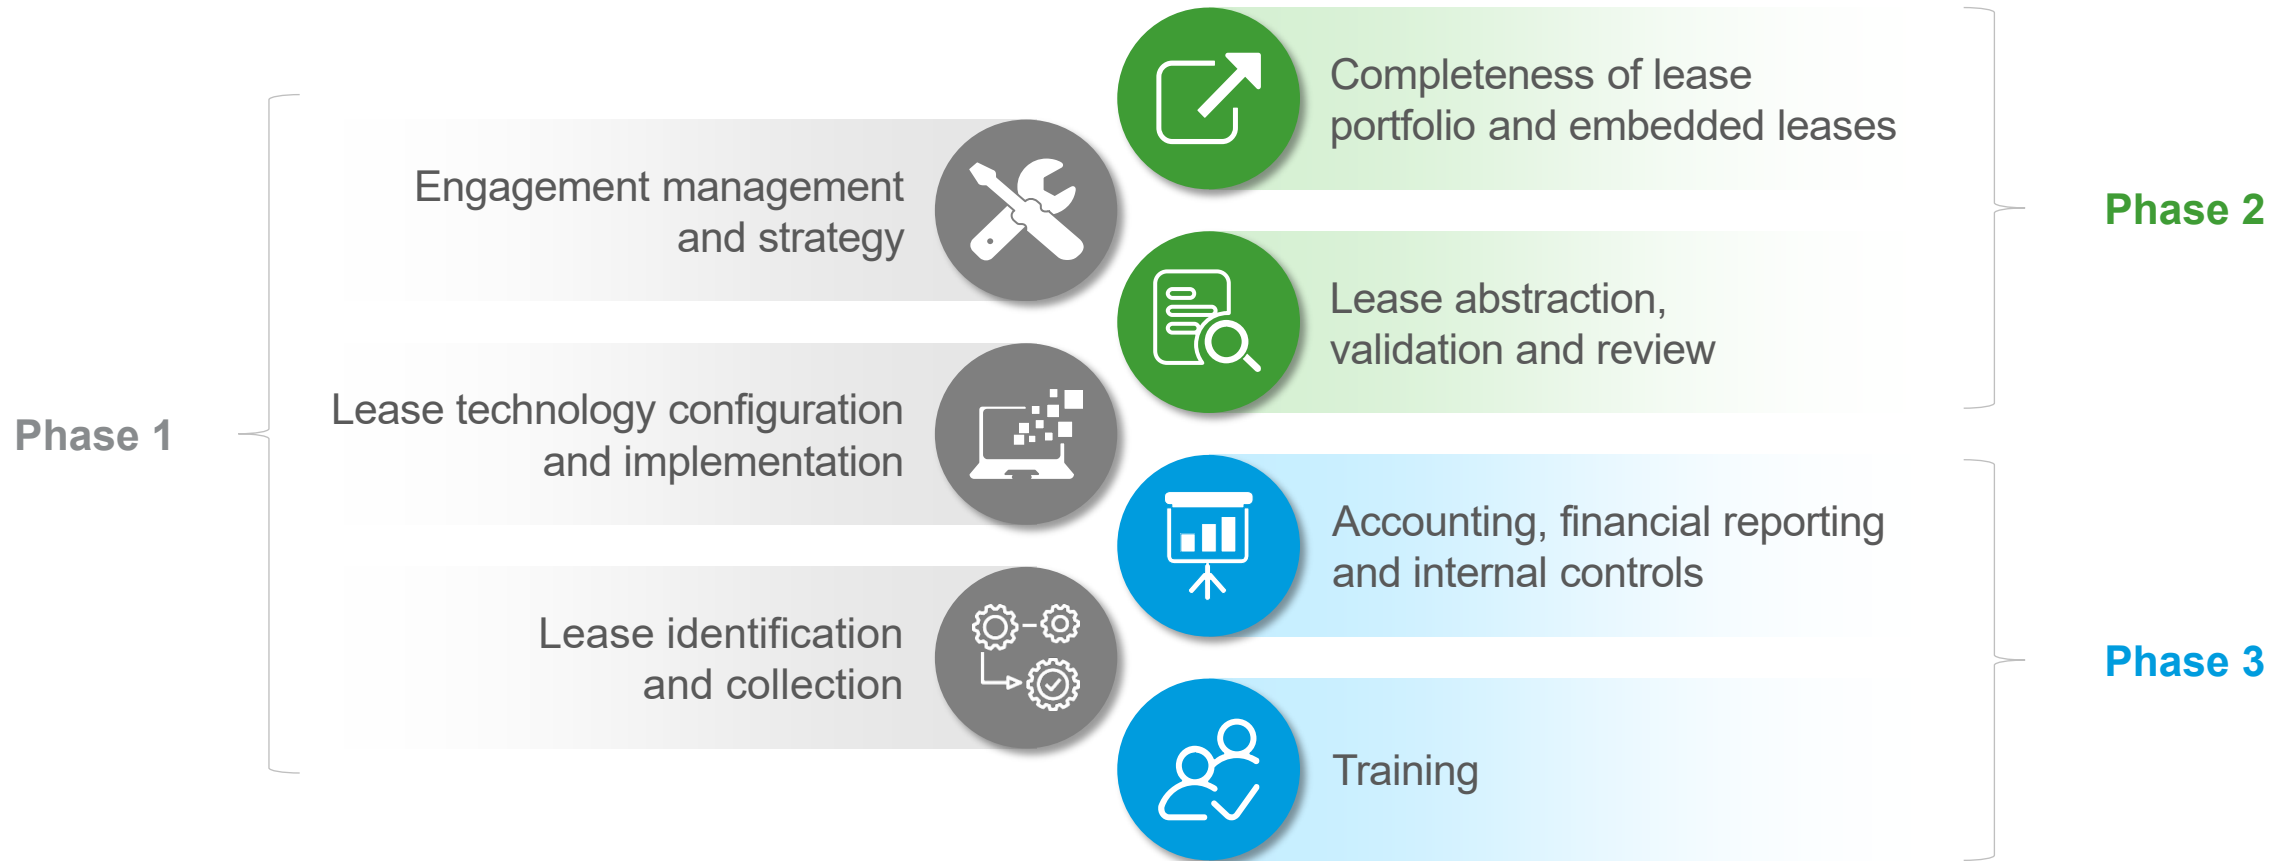 Phase 1
Engagement management
and strategy
Lease technology configuration
and implementation
Lease identification
and collection
Completeness of lease
portfolio and embedded leases
Lease abstraction,
validation and review
Phase 2
Accounting, financial reporting
and internal controls
Training
Phase 3